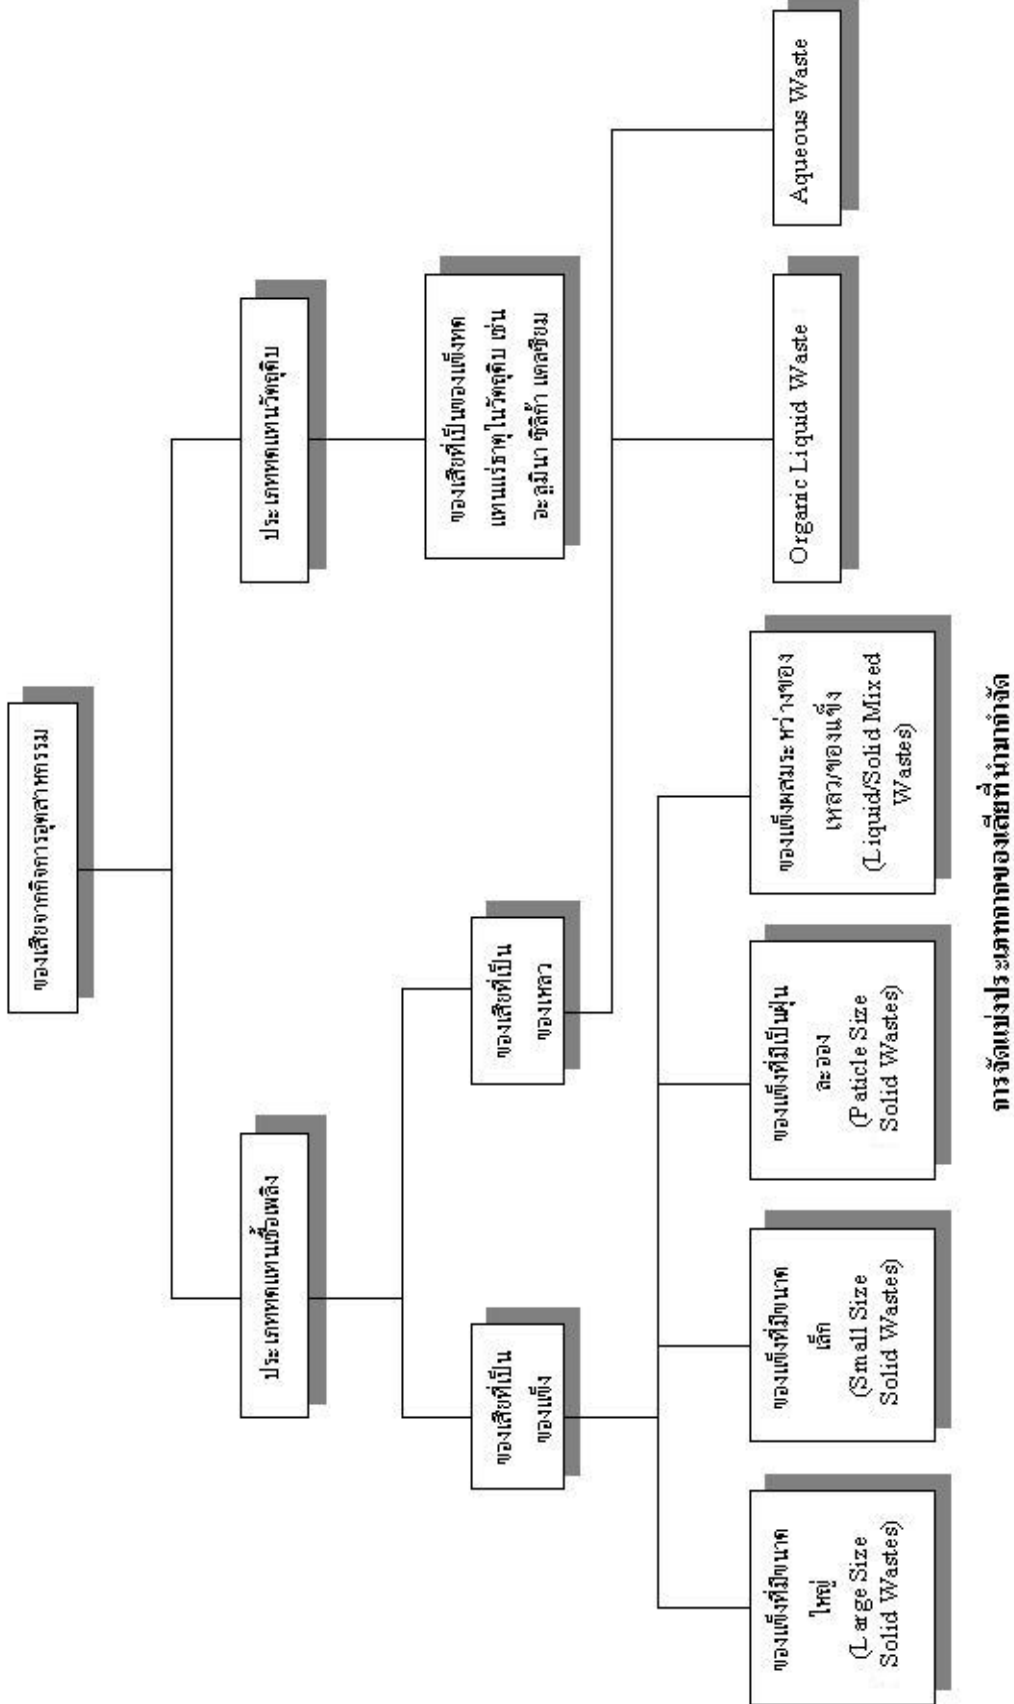 ของเสียจากกิจการอุตสาหกรรม
ประเภททดแทนเชื้อเพลิง
ประเภททดแทนวัตถุดิบ
ของเสียที่เป็น
ของแข็ง
ของเสียที่เป็น
ของเหลว
ของเสียที่เป็นของแข็งทด
แทนแร่ธาตุในวัตถุดิบ เช่น
อะลูมินา ซิลิก้า แคลเซียม
ของแข็งที่มีขนาด
ใหญ่
(Large Size
Solid Wastes)
ของแข็งที่มีขนาด
เล็ก
(Small Size
Solid Wastes)
ของแข็งที่มีเป็นฝุ่น
ละออง
(Paticle Size
Solid Wastes)
ของแข็งผสมระหว่างของ
เหลว/ของแข็ง
(Liquid/Solid Mixed
Wastes)
Organic Liquid Waste
Aqueous Waste
การจัดแบ่งประเภทกากของเสียที่นำมากำจัด